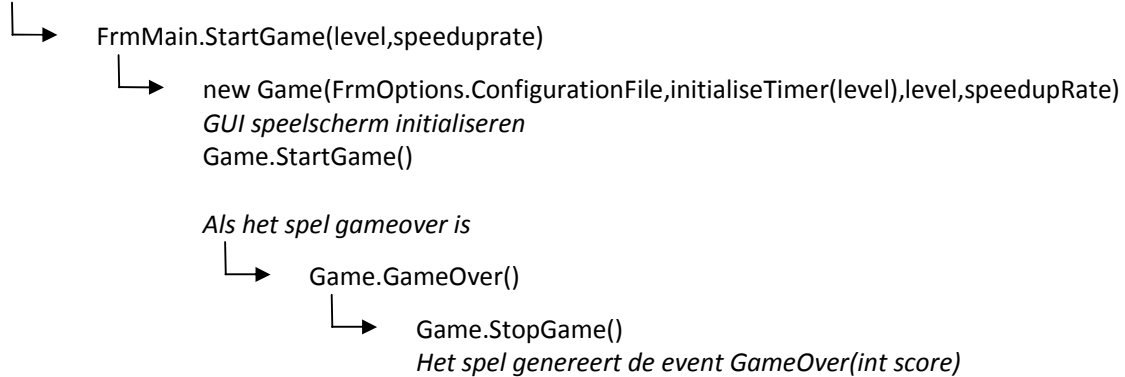 FrmMain.StartGame(level,speeduprate)
new Game(FrmOptions.ConfigurationFile,initialiseTimer(level),level,speedupRate)
GUI speelscherm initialiseren
Game.StartGame()
Als het spel gameover is
Game.GameOver()
Game.StopGame()
Het spel genereert de event GameOver(int score)